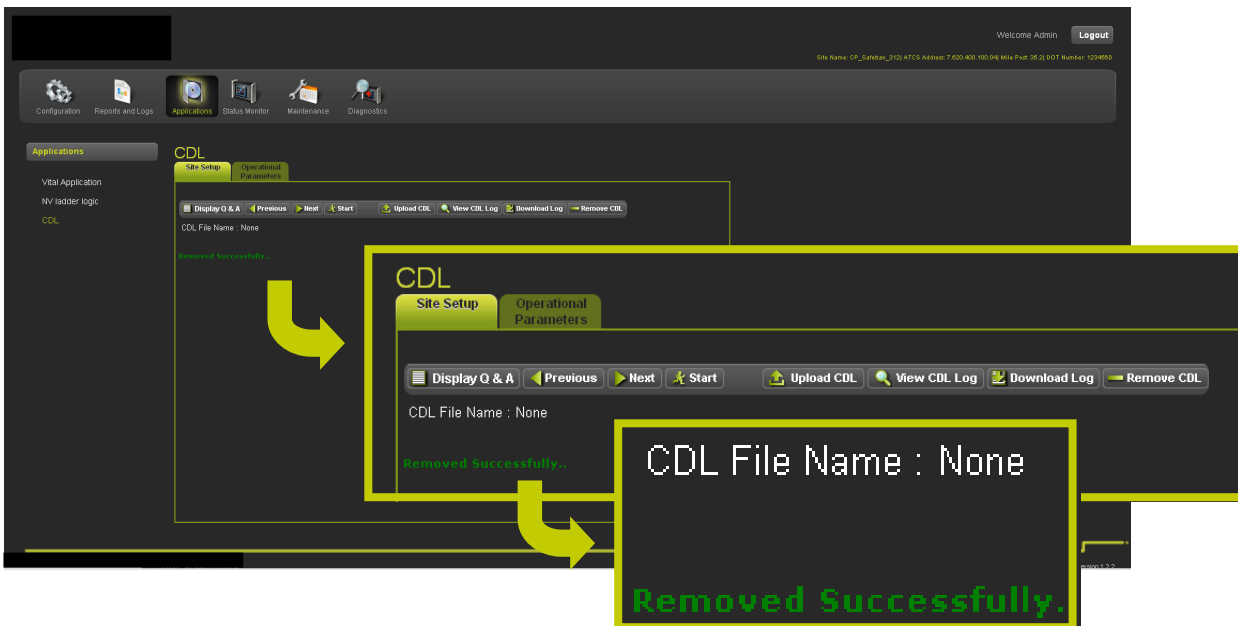 Welcome Admin Logout
Site Name: CP_Safetran_312| ATCS Address: 7.620.400.100.04| Mile Post: 35.2| DOT Number: 123456D
Configuration Reports and Logs Applications Status Monitor Maintenance Diagnostics
Applications
Vital Application
NV ladder logic
CDL
CDL
Site Setup Operational
Parameters
Display Q & A Previous Next Start Upload CDL View CDL Log Download Log Remove CDL
CDL File Name : None
Removed Successfully..
CDL
Site Setup Operational
Parameters
Display Q & A Previous Next Start Upload CDL View CDL Log Download Log Remove CDL
CDL File Name : None
Removed Successfully..
CDL File Name : None
Removed Successfully.
1.2.2